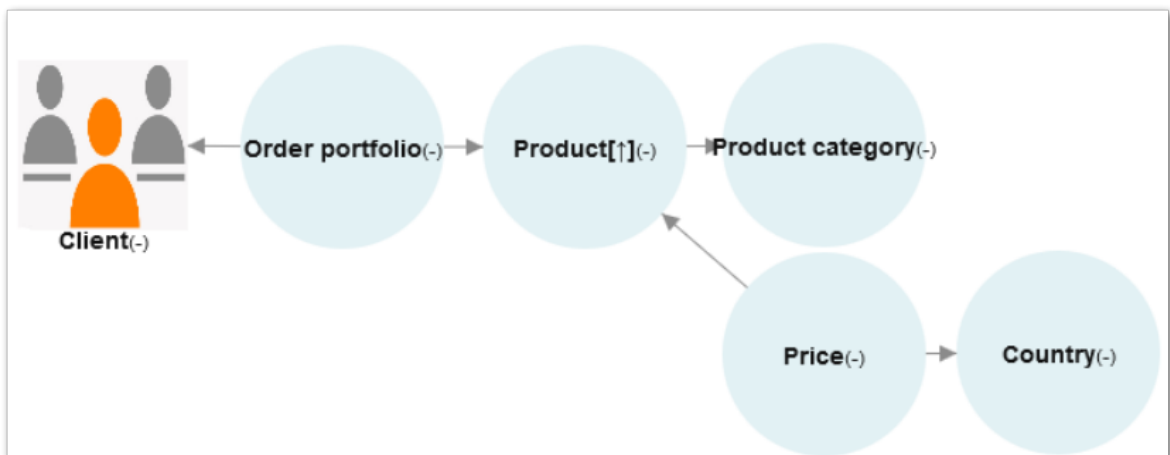 Order portfolio(-)
Product[↑](-)
Product category(-)
Client(-)
Price(-)
Country(-)